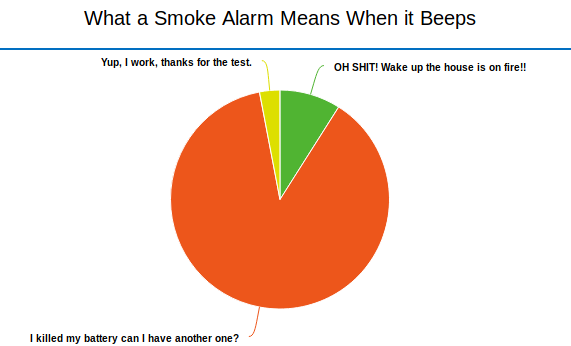 What a Smoke Alarm Means When it Beeps
Yup, I work, thanks for the test.
OH SHIT! Wake up the house is on fire!!
I killed my battery can I have another one?